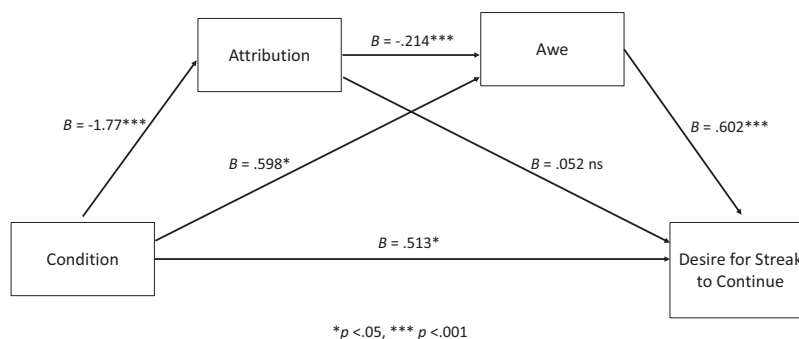 Attribution
B = -.214***
Awe
B = -1.77***
B = .598*
B = .052 ns
B = .602***
Condition
B = .513*
Desire for Streak
to Continue
*p <.05, *** p <.001